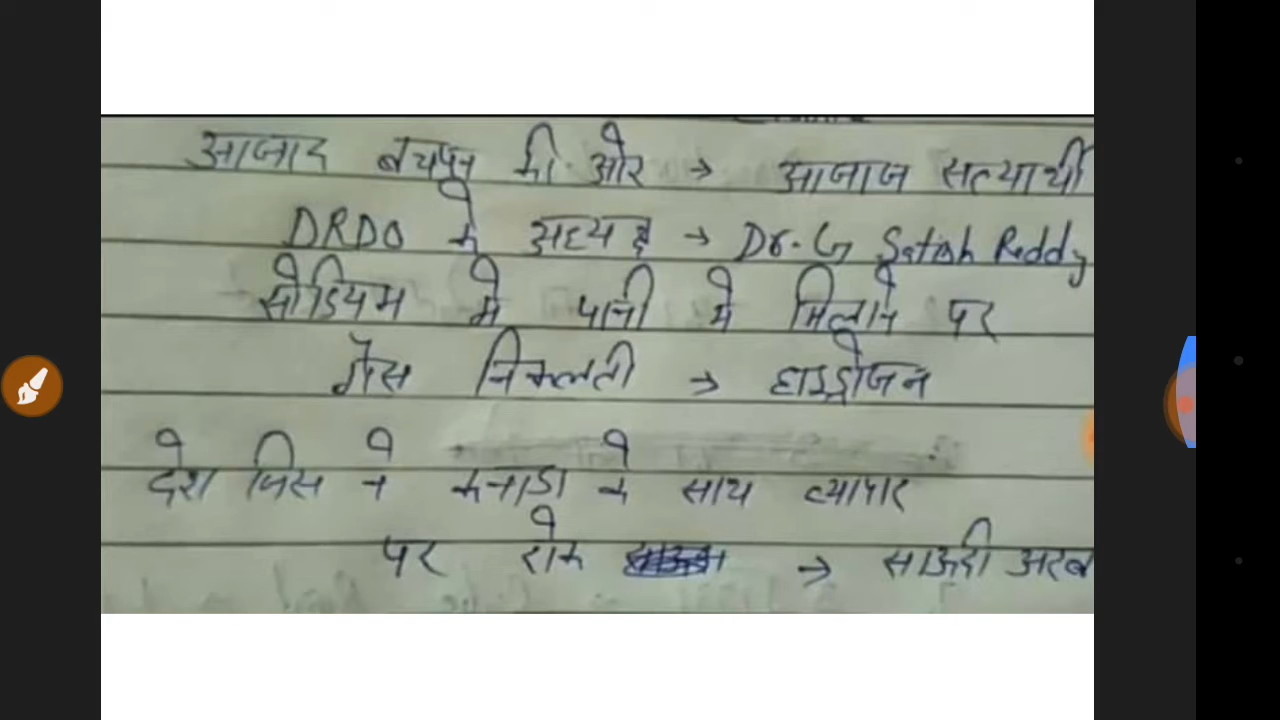 आजाद बचपन की ओर → आजाज सत्यार्थी
DRDO के अध्यक्ष → Dr. G Satish Reddy
सोडियम मे पानी मे मिलाने पर
गैस निकलती → हाइड्रोजन
देश जिस ने कनाडा के साथ व्यापार
पर रोक → साऊदी अरब